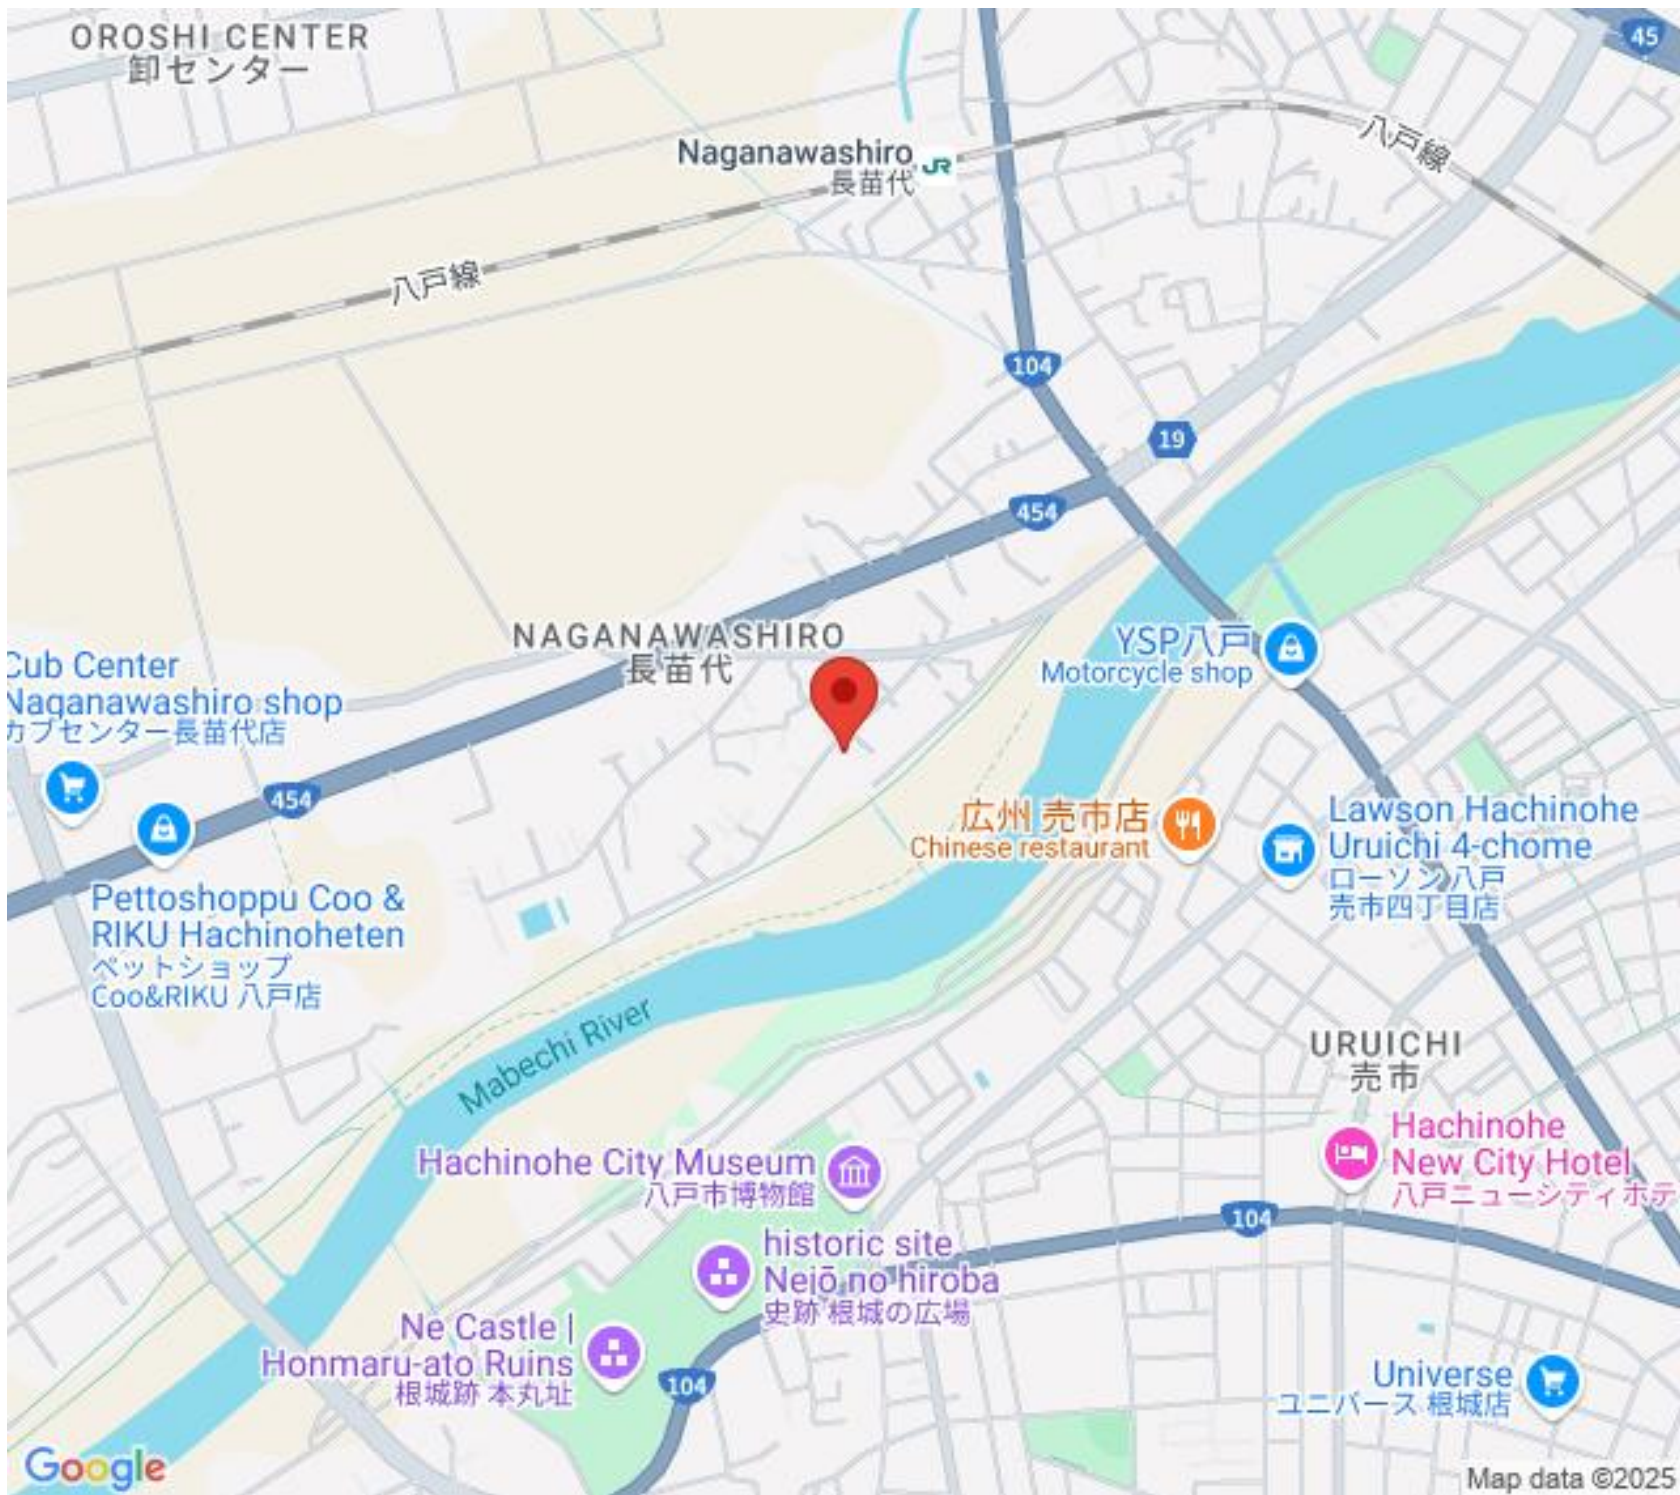 OROSHI CENTER
卸センター
45
Naganawashiro
長苗代
JR
八戸線
八戸線
104
19
454
NAGANAWASHIRO
長苗代
YSP八戸
Motorcycle shop
Cub Center
Naganawashiro shop
カブセンター長苗代店
454
広州 売市店
Chinese restaurant
Lawson Hachinohe
Uruichi 4-chome
ローソン 八戸
売市四丁目店
Pettoshoppu Coo &
RIKU Hachinoheten
ペットショップ
Coo&RIKU 八戸店
Mabechi River
URUICHI
売市
Hachinohe
New City Hotel
八戸ニューシティホテ
Hachinohe City Museum
八戸市博物館
104
historic site
Nejō no hiroba
史跡 根城の広場
Ne Castle |
Honmaru-ato Ruins
根城跡 本丸址
104
Universe
ユニバース 根城店
Google
Map data ©2025